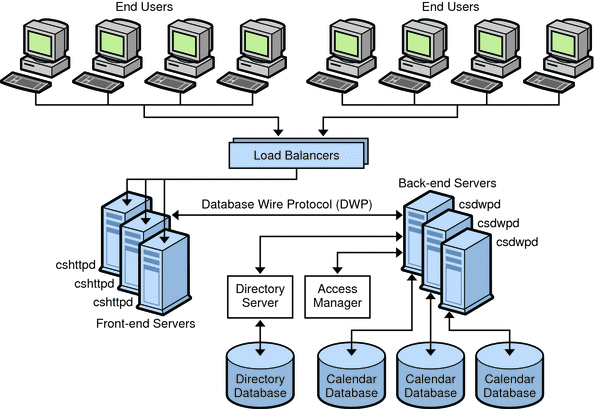 End Users
End Users
Load Balancers
Back-end Servers
Database Wire Protocol (DWP)
csdwpd
csdwpd
csdwpd
cshttpd
cshttpd
cshttpd
Front-end Servers
Directory
Server
Access
Manager
Directory
Database
Calendar
Database
Calendar
Database
Calendar
Database